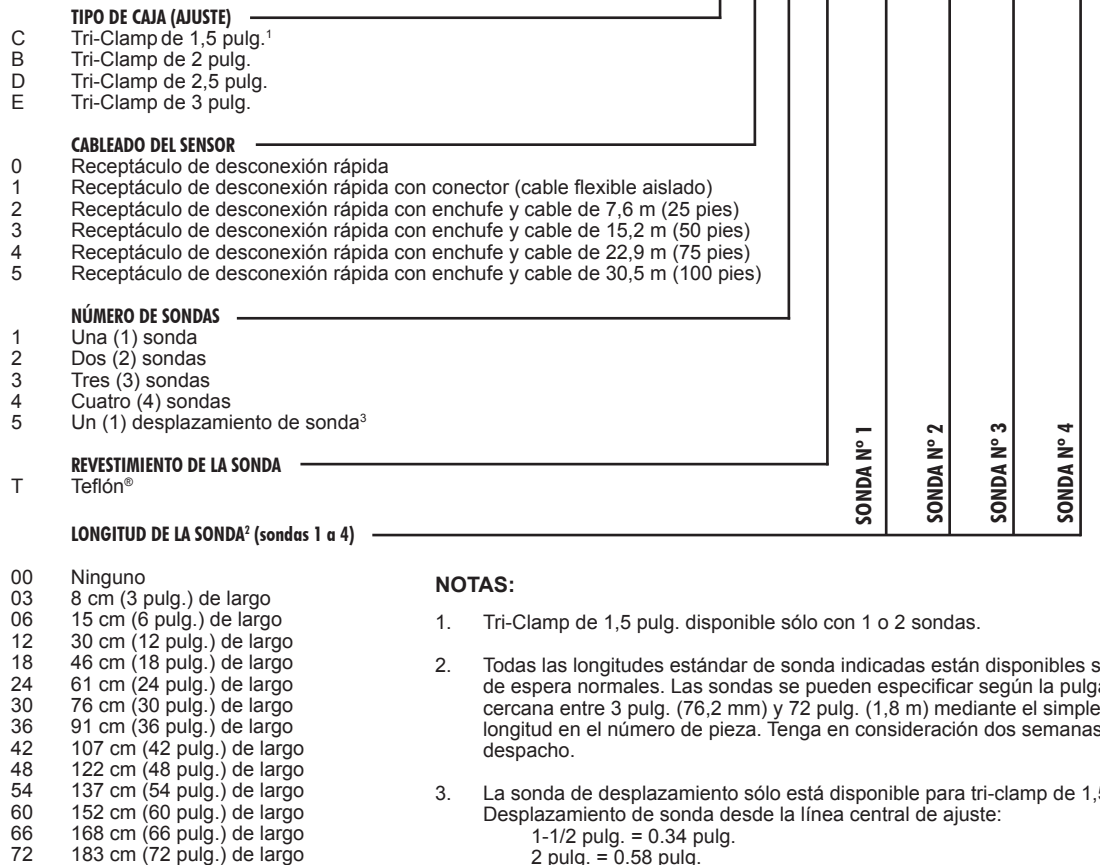 TIPO DE CAJA (AJUSTE)
C Tri-Clamp de 1,5 pulg.¹
B Tri-Clamp de 2 pulg.
D Tri-Clamp de 2,5 pulg.
E Tri-Clamp de 3 pulg.
CABLEADO DEL SENSOR
0 Receptáculo de desconexión rápida
1 Receptáculo de desconexión rápida con conector (cable flexible aislado)
2 Receptáculo de desconexión rápida con enchufe y cable de 7,6 m (25 pies)
3 Receptáculo de desconexión rápida con enchufe y cable de 15,2 m (50 pies)
4 Receptáculo de desconexión rápida con enchufe y cable de 22,9 m (75 pies)
5 Receptáculo de desconexión rápida con enchufe y cable de 30,5 m (100 pies)
NÚMERO DE SONDAS
1 Una (1) sonda
2 Dos (2) sondas
3 Tres (3) sondas
4 Cuatro (4) sondas
5 Un (1) desplazamiento de sonda³
REVESTIMIENTO DE LA SONDA
T Teflón®
SONDA Nº 1
SONDA Nº 2
SONDA Nº 3
SONDA Nº 4
LONGITUD DE LA SONDA² (sondas 1 a 4)
00 Ninguno
03 8 cm (3 pulg.) de largo
06 15 cm (6 pulg.) de largo
12 30 cm (12 pulg.) de largo
18 46 cm (18 pulg.) de largo
24 61 cm (24 pulg.) de largo
30 76 cm (30 pulg.) de largo
36 91 cm (36 pulg.) de largo
42 107 cm (42 pulg.) de largo
48 122 cm (48 pulg.) de largo
54 137 cm (54 pulg.) de largo
60 152 cm (60 pulg.) de largo
66 168 cm (66 pulg.) de largo
72 183 cm (72 pulg.) de largo
NOTAS:
1. Tri-Clamp de 1,5 pulg. disponible sólo con 1 o 2 sondas.
2. Todas las longitudes estándar de sonda indicadas están disponibles
de espera normales. Las sondas se pueden especificar según la
cercana entre 3 pulg. (76,2 mm) y 72 pulg. (1,8 m) mediante el simple
longitud en el número de pieza. Tenga en consideración dos semanas
despacho.
3. La sonda de desplazamiento sólo está disponible para tri-clamp de
Desplazamiento de sonda desde la línea central de ajuste:
1-1/2 pulg. = 0.34 pulg.
2 pulg. = 0.58 pulg.